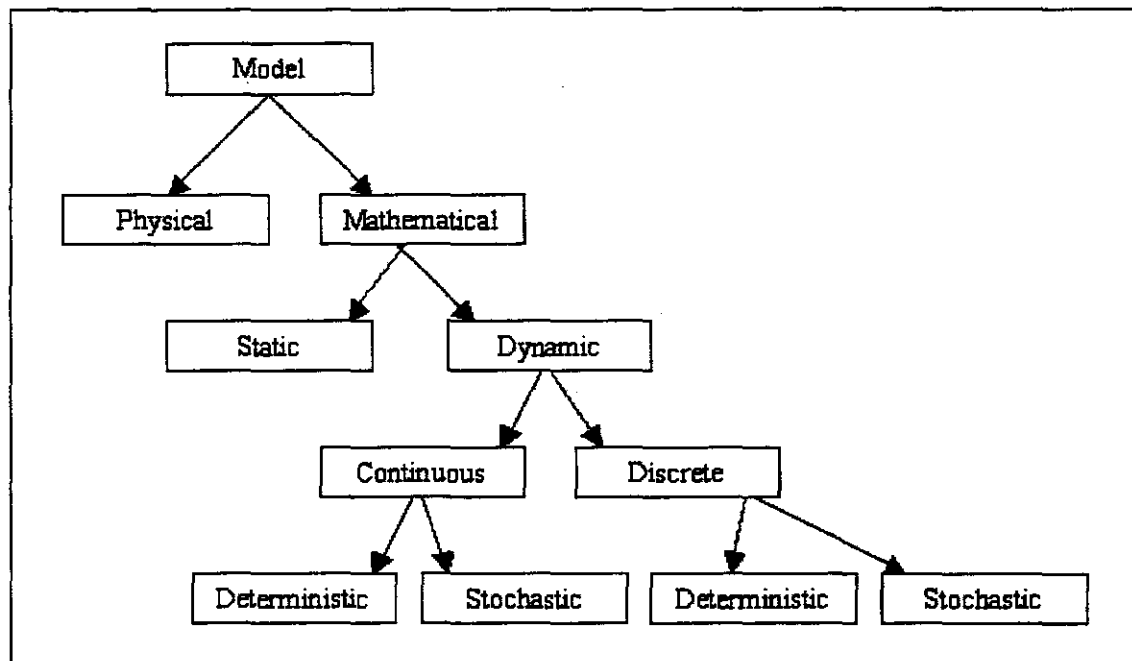 Model
Physical Mathematical
Static Dynamic
Continuous Discrete
Deterministic Stochastic Deterministic Stochastic